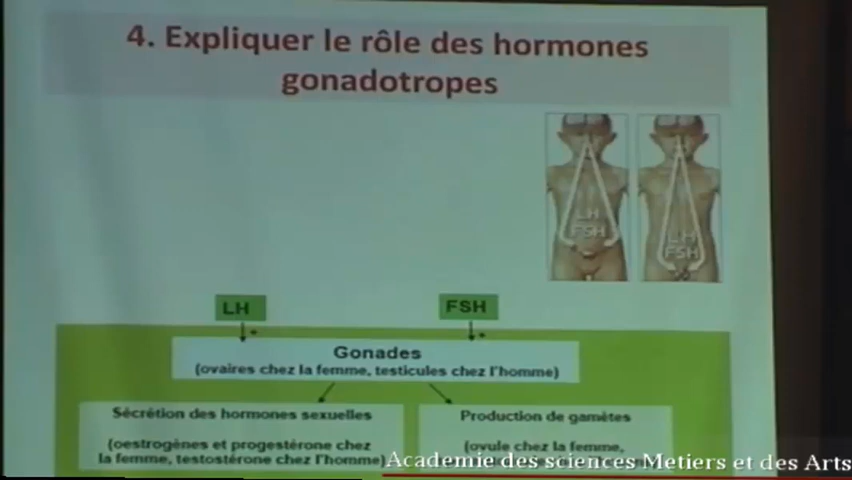 4. Expliquer le rôle des hormones
gonadotropes
LH
FSH
LH
FSH
LH
FSH
Gonades
(ovaires chez la femme, testicules chez l'homme)
Sécrétion des hormones sexuelles
(oestrogènes et progestérone chez
la femme, testostérone chez l'homme)
Production de gamètes
(ovule chez la femme,
Academie des sciences Metiers et des Arts